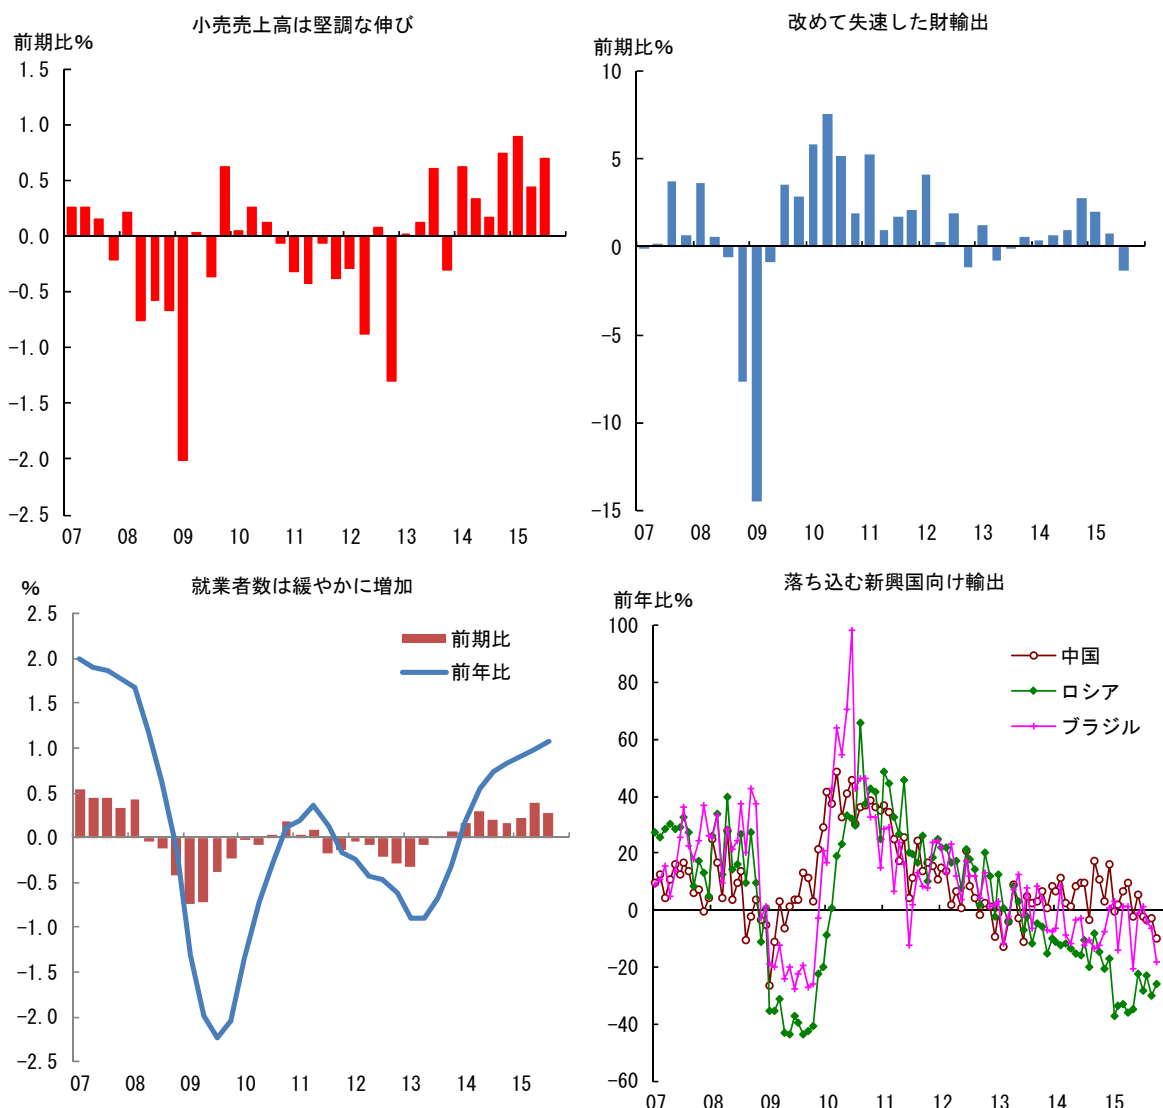 小売売上高は堅調な伸び
前期比%
1.5
1.0
0.5
0.0
-0.5
-1.0
-1.5
-2.0
-2.5
07 08 09 10 11 12 13 14 15
改めて失速した財輸出
前期比%
10
5
0
-5
-10
-15
07 08 09 10 11 12 13 14 15
就業者数は緩やかに増加
%
2.5
2.0
1.5
1.0
0.5
0.0
-0.5
-1.0
-1.5
-2.0
-2.5
前期比
前年比
07 08 09 10 11 12 13 14 15
落ち込む新興国向け輸出
前年比%
100
80
60
40
20
0
-20
-40
-60
中国
ロシア
ブラジル
07 08 09 10 11 12 13 14 15